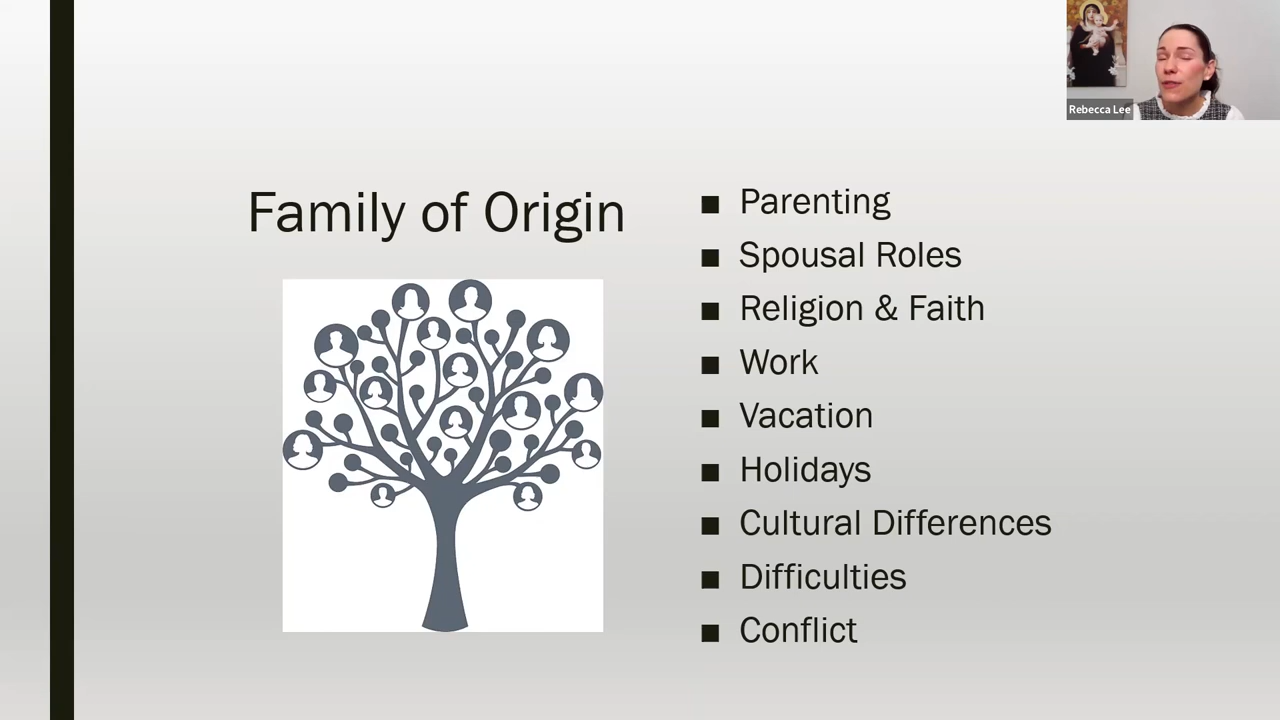 Rebecca Lee
Family of Origin
Parenting
Spousal Roles
Religion & Faith
Work
Vacation
Holidays
Cultural Differences
Difficulties
Conflict